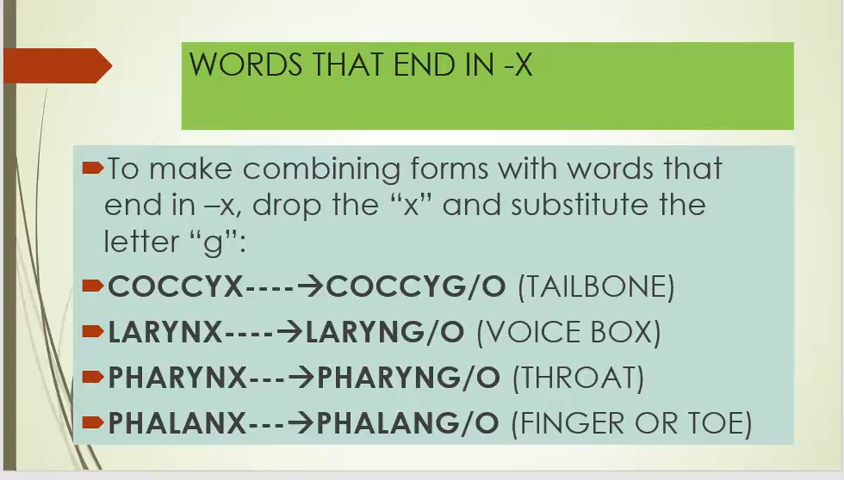 WORDS THAT END IN -X
To make combining forms with words that
end in –x, drop the “x” and substitute the
letter “g”:
COCCYX----→COCCYG/O (TAILBONE)
LARYNX----→LARYNG/O (VOICE BOX)
PHARYNX---→PHARYNG/O (THROAT)
PHALANX---→PHALANG/O (FINGER OR TOE)